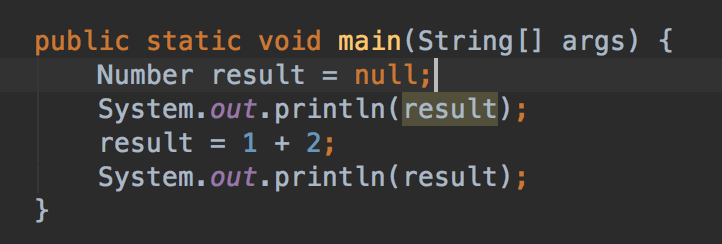 public static void main(String[] args) {
    Number result = null;
    System.out.println(result);
    result = 1 + 2;
    System.out.println(result);
}